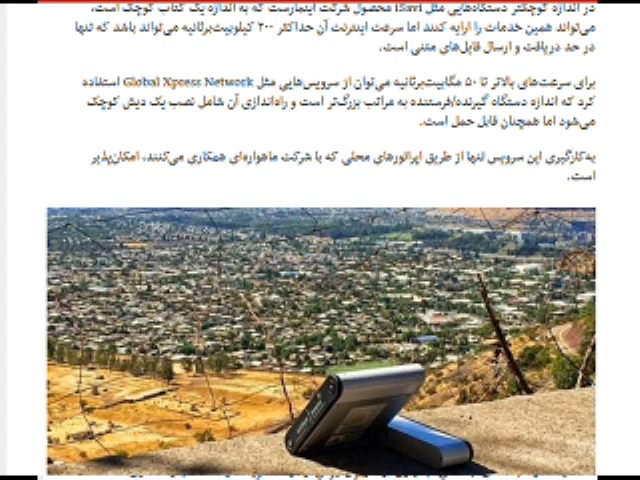 در اندازه کوچکتر دستگاه‌هایی مثل iSavi محصول شرکت اینمارست که به اندازه یک کتاب کوچک است،
می‌تواند همین خدمات را ارایه کنند اما سرعت اینترنت آن حداکثر ۲۰۰ کیلوبیت‌برثانیه می‌تواند باشد که تنها
در حد دریافت و ارسال فایل‌های متنی است.
برای سرعت‌های بالاتر تا ۵۰ مگابیت‌برثانیه می‌توان از سرویس‌هایی مثل Global Xpress Network استفاده
کرد که اندازه دستگاه گیرنده/فرستنده به مراتب بزرگ‌تر است و راه‌اندازی آن شامل نصب یک دیش کوچک
می‌شود اما همچنان قابل حمل است.
به‌کارگیری این سرویس تنها از طریق اپراتورهای محلی که با شرکت ماهواره‌ای همکاری می‌کنند، امکان‌پذیر
است.